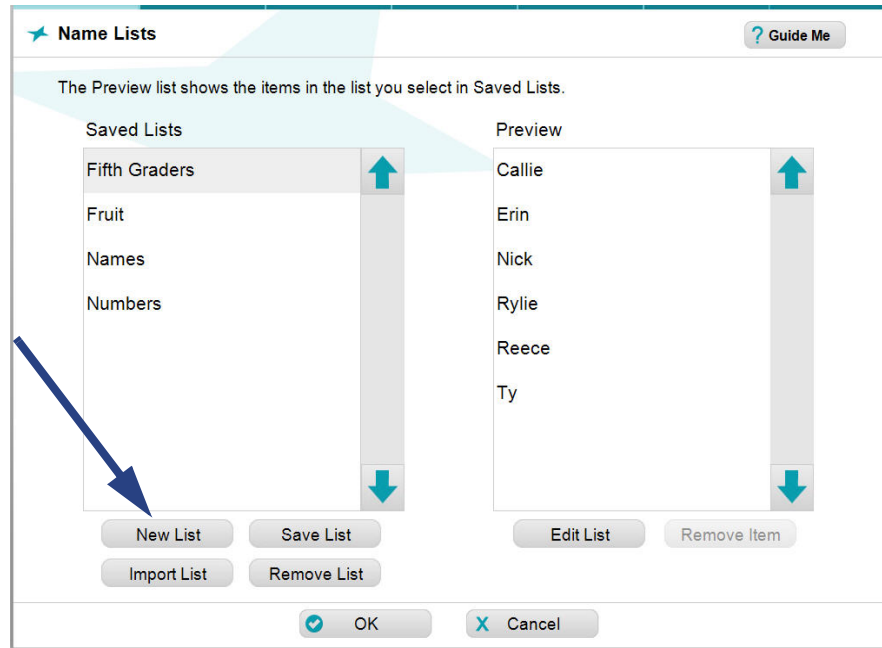 Name Lists
? Guide Me
The Preview list shows the items in the list you select in Saved Lists.
Saved Lists
Fifth Graders
Fruit
Names
Numbers
New List Save List
Import List Remove List
Preview
Callie
Erin
Nick
Rylie
Reece
Ty
Edit List Remove Item
OK X Cancel